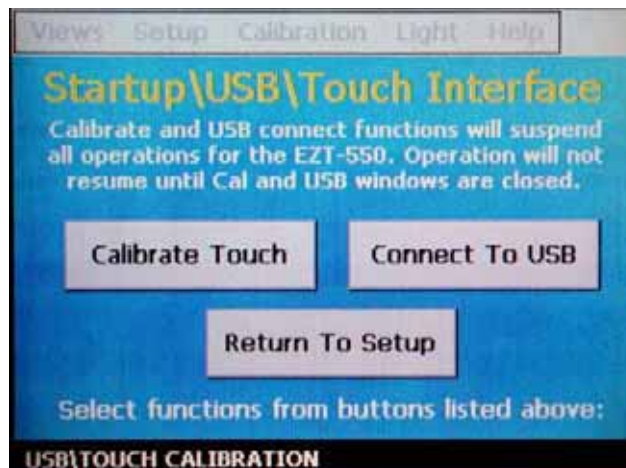 Views Setup Calibration Light Help
Startup\USB\Touch Interface
Calibrate and USB connect functions will suspend
all operations for the EZT-550. Operation will not
resume until Cal and USB windows are closed.
Calibrate Touch Connect To USB
Return To Setup
Select functions from buttons listed above:
USB\TOUCH CALIBRATION